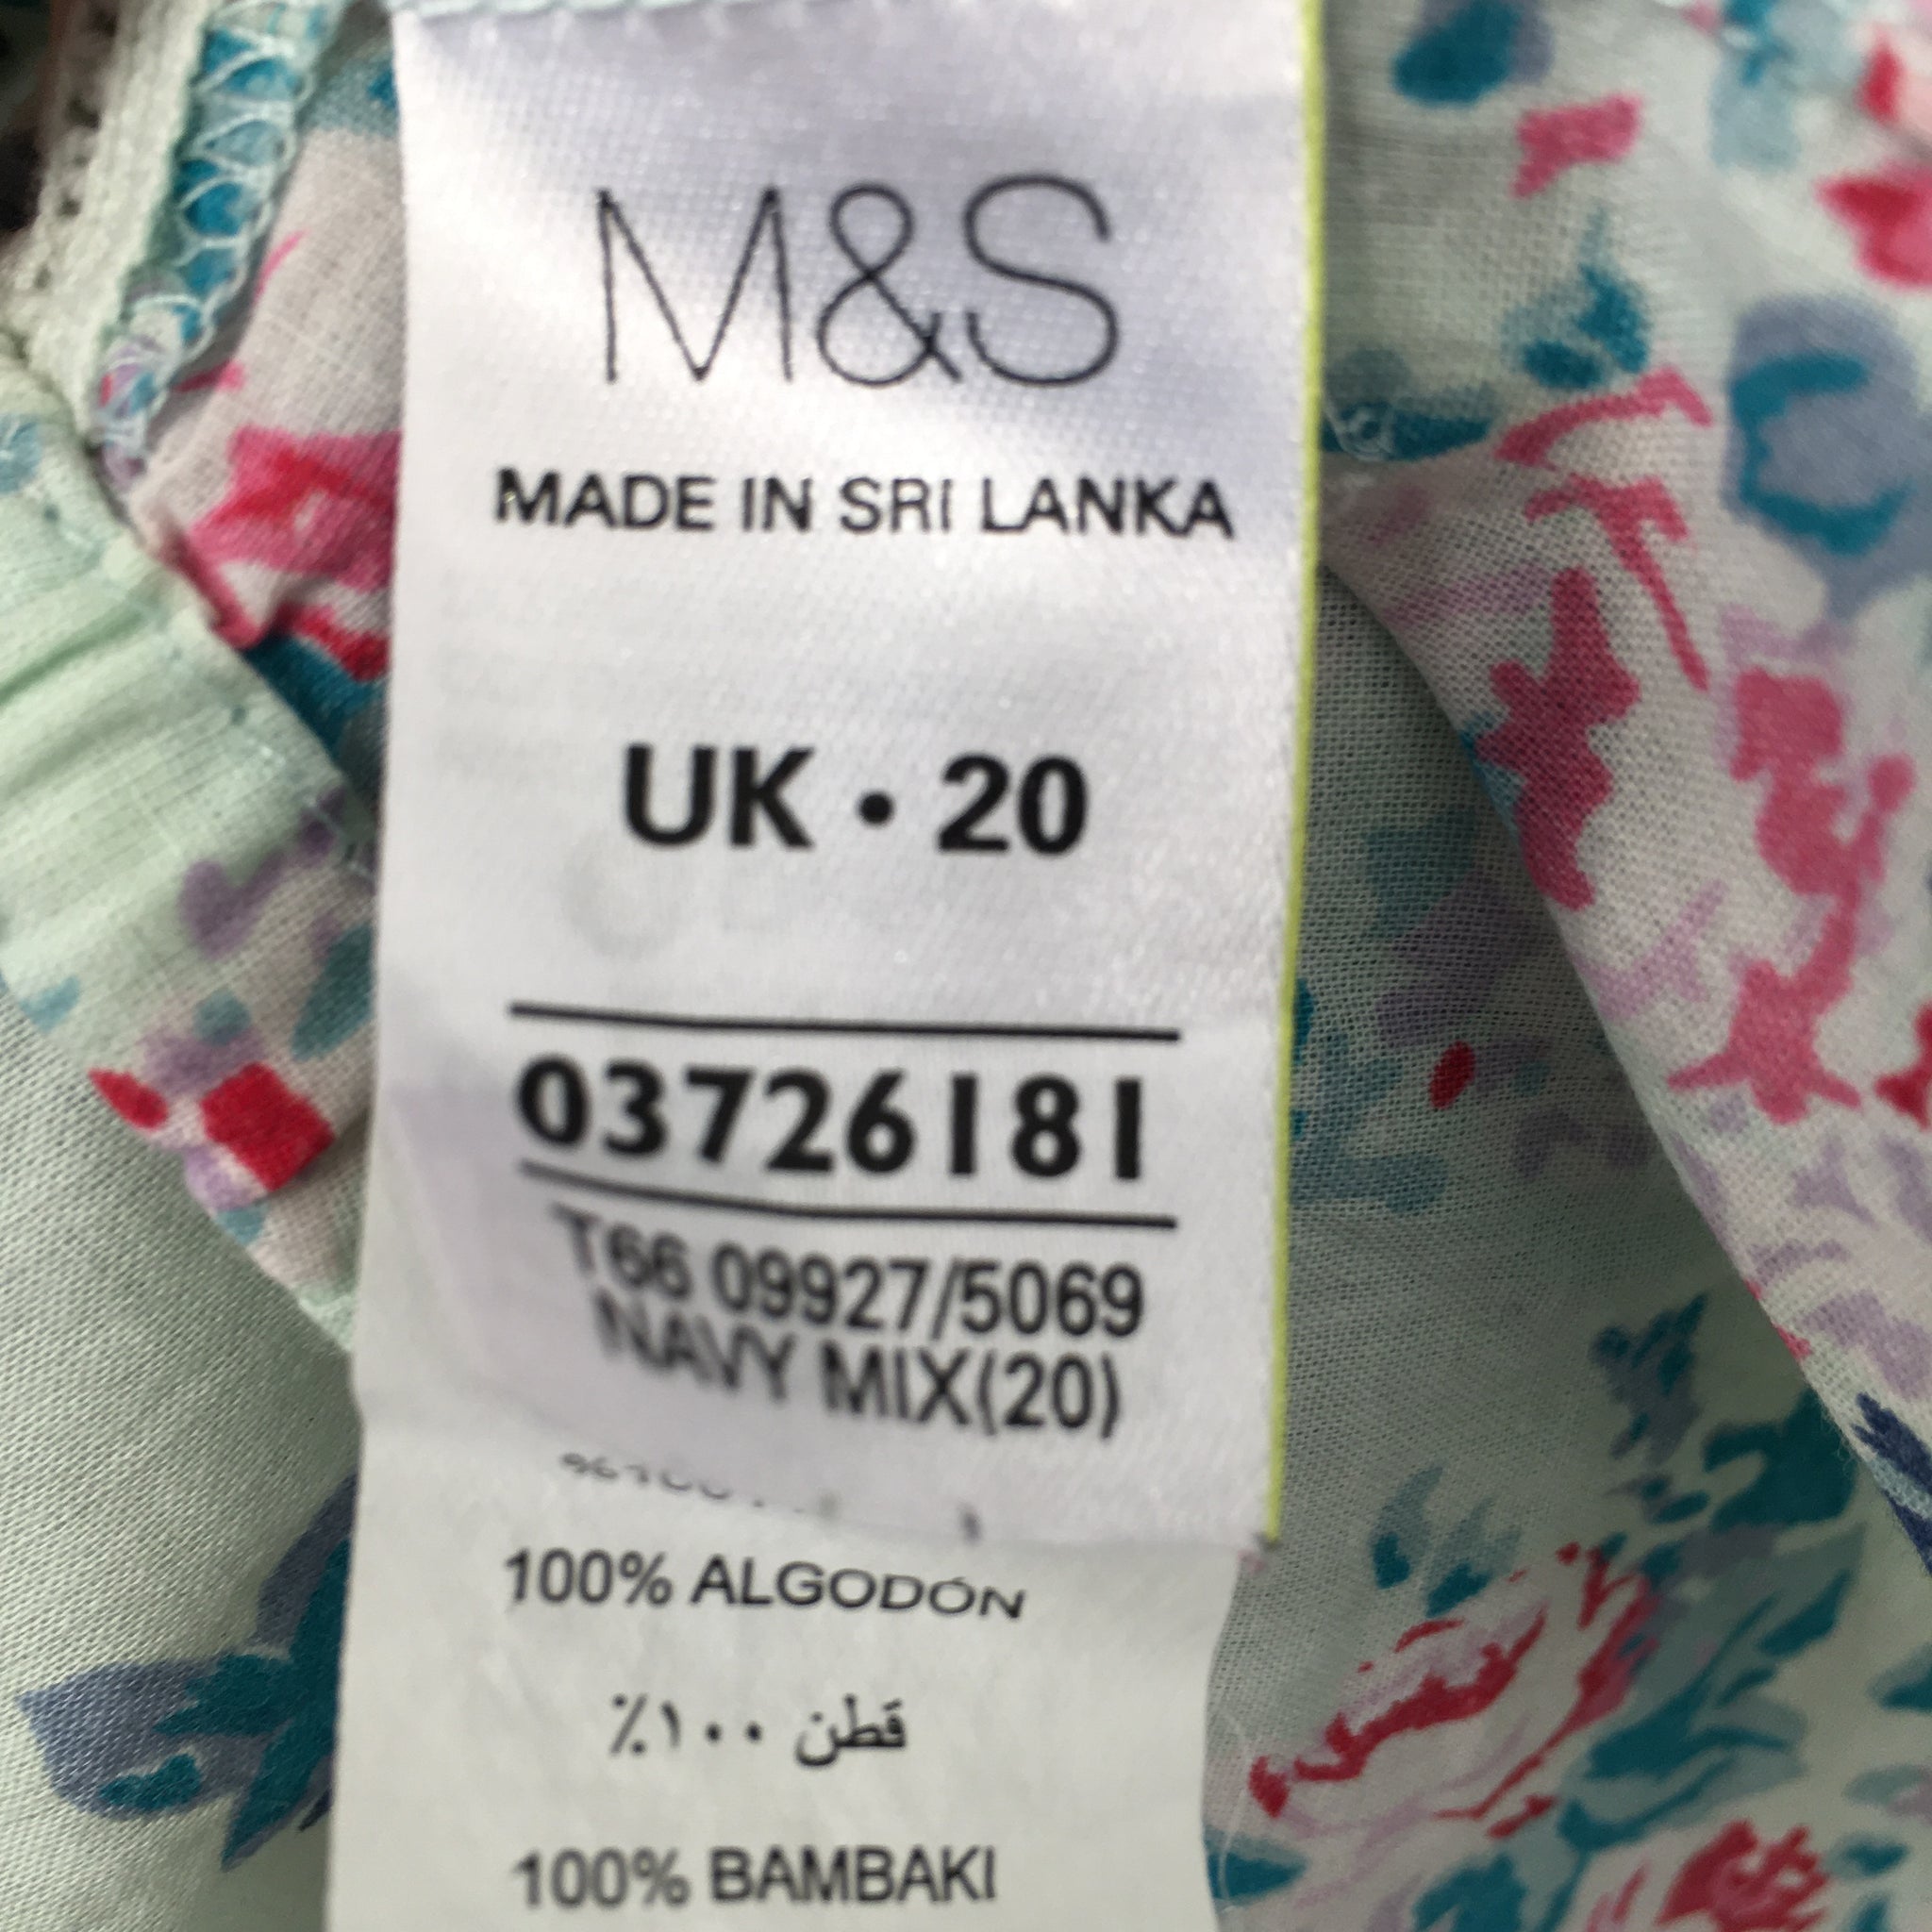 M&S
MADE IN SRI LANKA
UK • 20
03726181
T66 09927/5069
NAVY MIX(20)
100% ALGODÓN
قطن ١٠٠٪
100% BAMBAKI